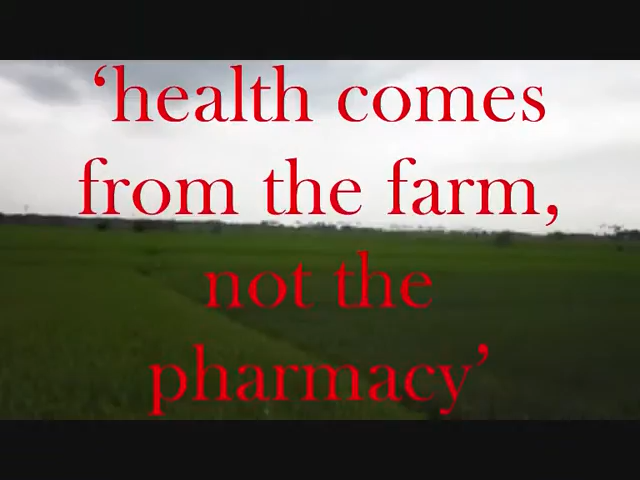 ‘health comes
from the farm,
not the
pharmacy’